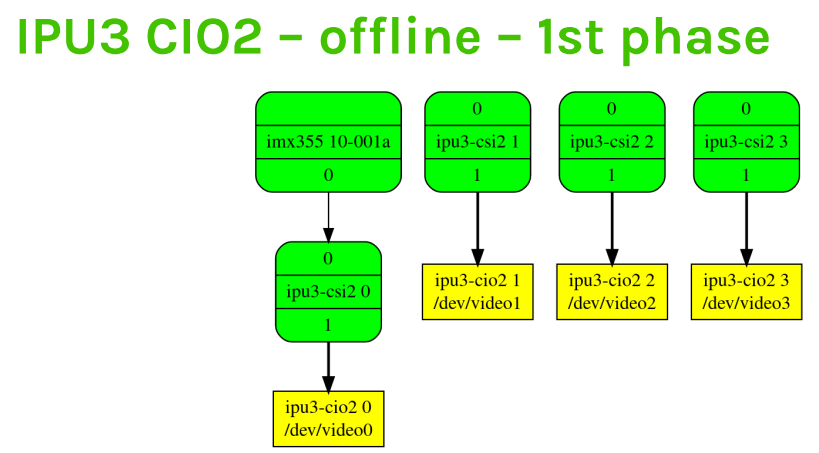 IPU3 CIO2 – offline – 1st phase
imx355 10-001a
0
0
ipu3-csi2 0
1
ipu3-cio2 0
/dev/video0
0
ipu3-csi2 1
1
ipu3-cio2 1
/dev/video1
0
ipu3-csi2 2
1
ipu3-cio2 2
/dev/video2
0
ipu3-csi2 3
1
ipu3-cio2 3
/dev/video3